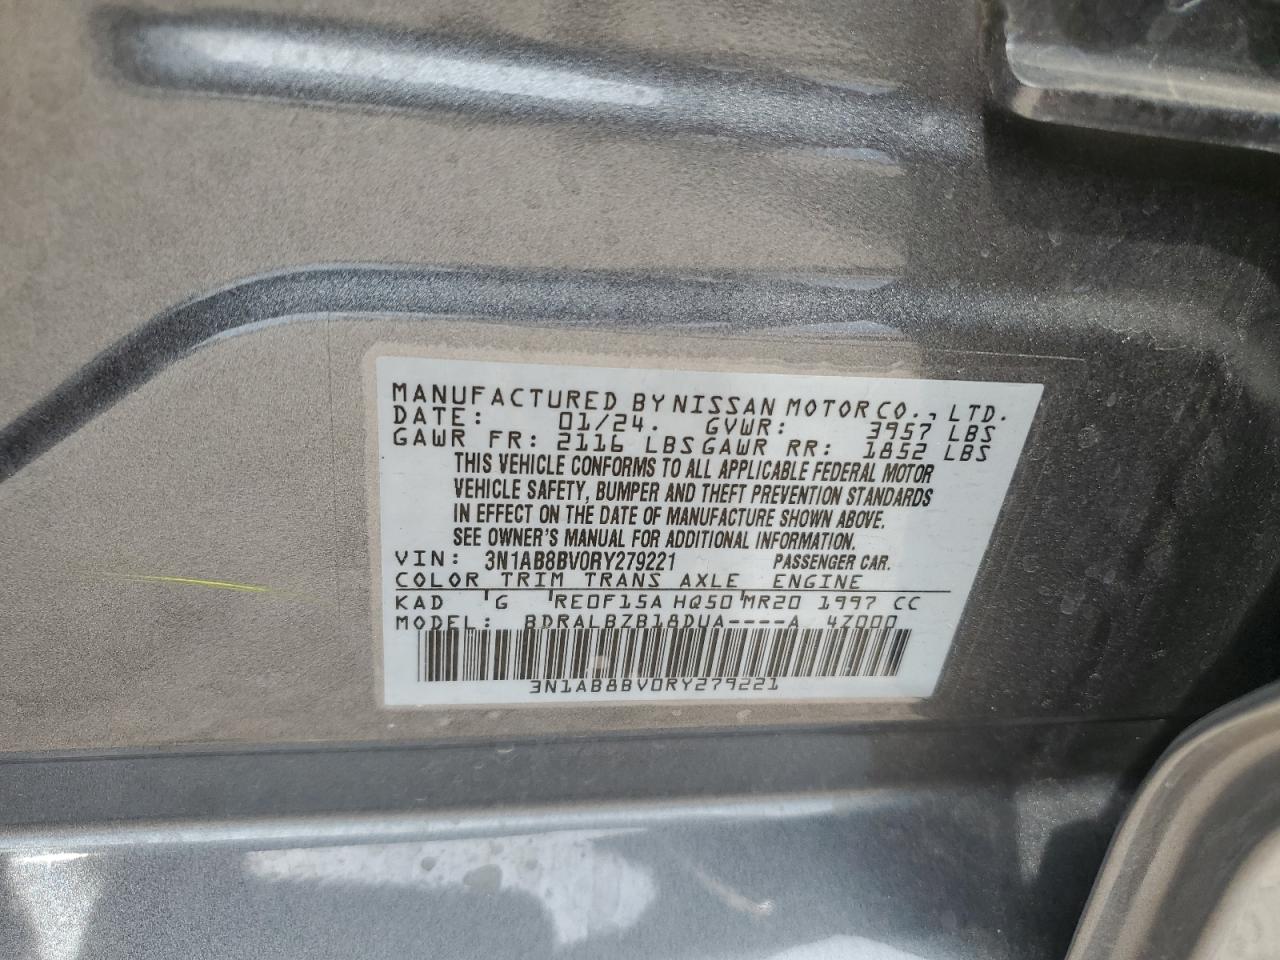 MANUFACTURED BY NISSAN MOTOR CO., LTD.
DATE: 01/24. GVWR: 3957 LBS
GAWR FR: 2116 LBS GAWR RR: 1852 LBS
THIS VEHICLE CONFORMS TO ALL APPLICABLE FEDERAL MOTOR
VEHICLE SAFETY, BUMPER AND THEFT PREVENTION STANDARDS
IN EFFECT ON THE DATE OF MANUFACTURE SHOWN ABOVE.
SEE OWNER'S MANUAL FOR ADDITIONAL INFORMATION.
VIN: 3N1AB8BV0RY279221 PASSENGER CAR.
COLOR TRIM TRANS AXLE ENGINE
KAD G RE0F15A HQ50 MR20 1997 CC
MODEL: BDRALBZB18DUA----A 4Z000
3N1AB8BV0RY279221